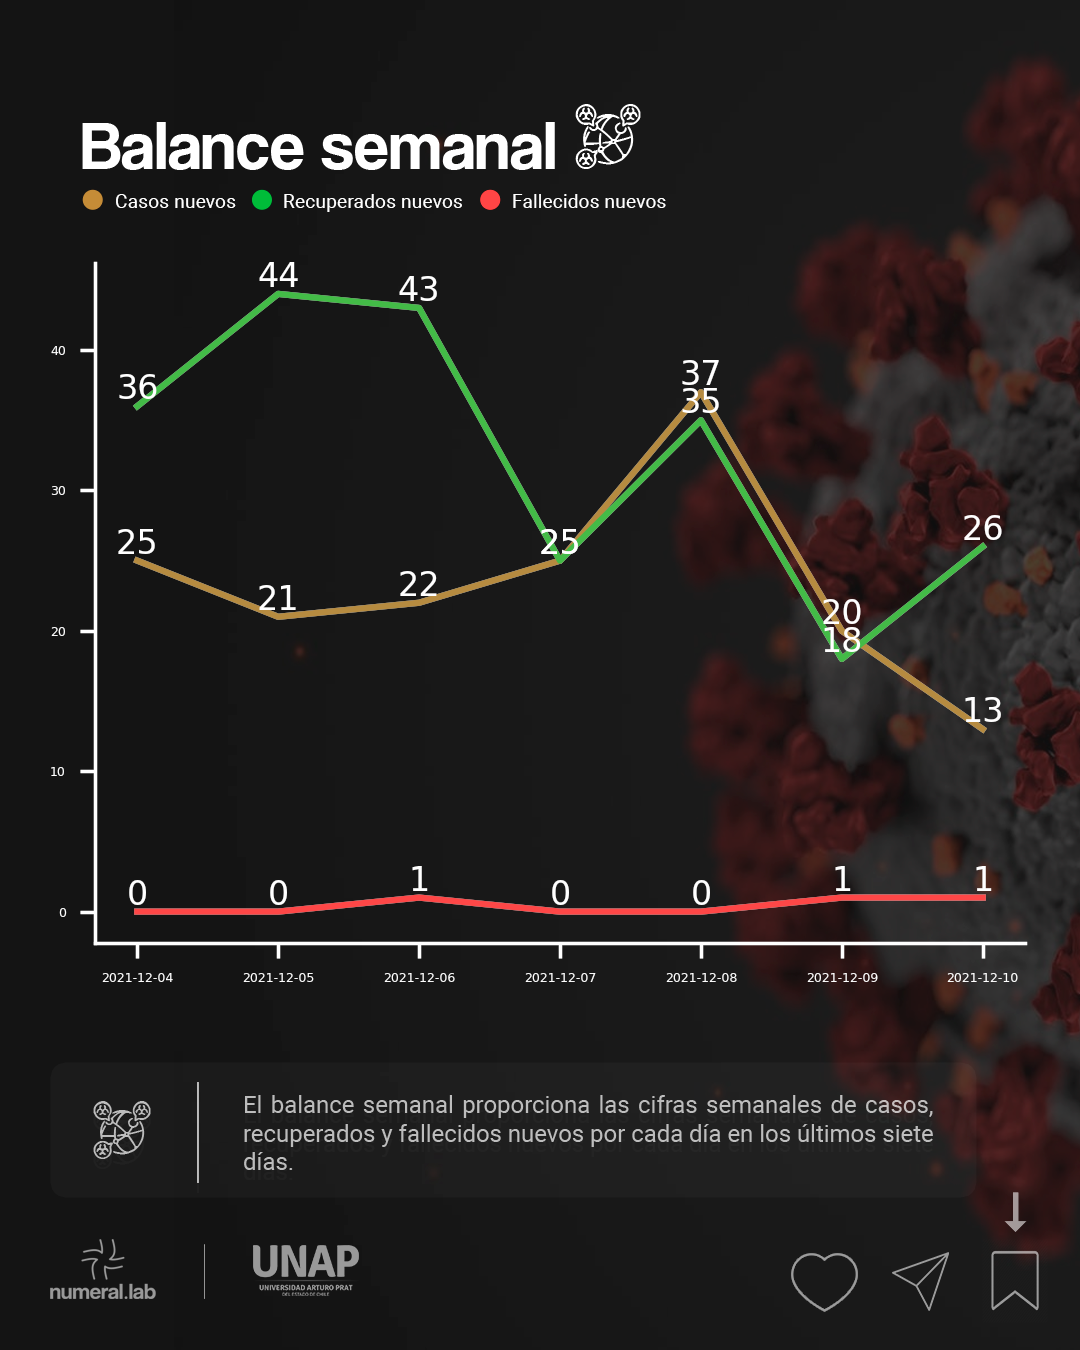 Balance semanal
Casos nuevos Recuperados nuevos Fallecidos nuevos
44
43
40
36
37
35
30
25
25
26
21
22
20
20
18
13
10
0
0
1
0
0
1
1
0
2021-12-04 2021-12-05 2021-12-06 2021-12-07 2021-12-08 2021-12-09 2021-12-10
El balance semanal proporciona las cifras semanales de casos,
recuperados y fallecidos nuevos por cada día en los últimos siete
días.
numeral.lab
UNAP
UNIVERSIDAD ARTURO PRAT
DEL ESTADO DE CHILE